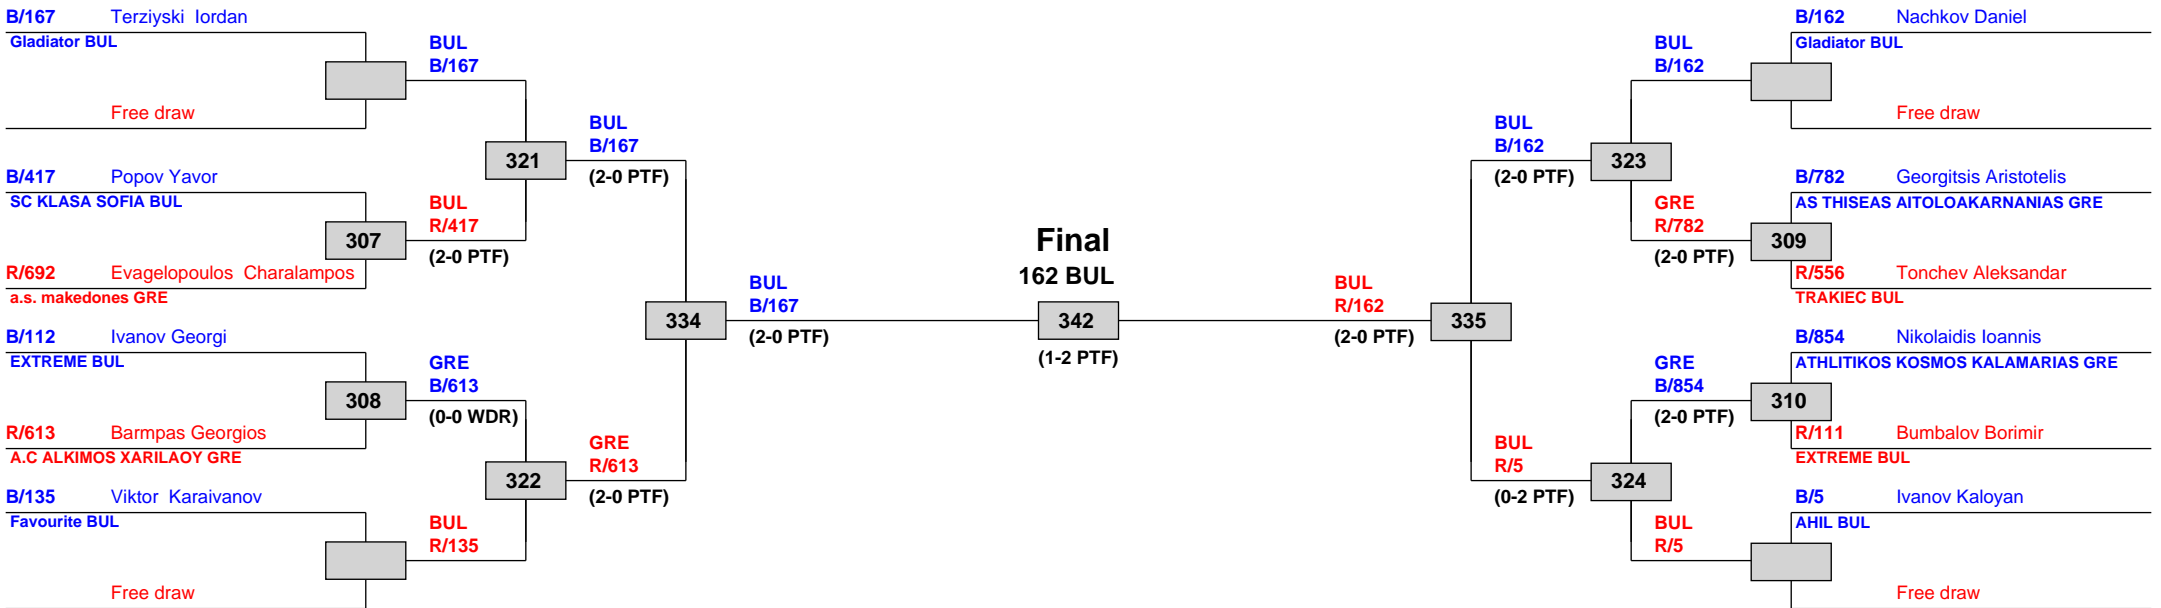 B/167 Terziyski Iordan
Gladiator BUL
Free draw
B/417 Popov Yavor
SC KLASA SOFIA BUL
307
R/692 Evagelopoulos Charalampos
a.s. makedones GRE
B/112 Ivanov Georgi
EXTREME BUL
308
R/613 Barmpas Georgios
A.C ALKIMOS XARILAOY GRE
B/135 Viktor Karaivanov
Favourite BUL
Free draw
BUL
B/167
321
BUL
R/417
(2-0 PTF)
GRE
B/613
(0-0 WDR)
322
BUL
R/135
BUL
B/167
(2-0 PTF)
334
GRE
R/613
(2-0 PTF)
BUL
B/167
(2-0 PTF)
Final
162 BUL
342
(1-2 PTF)
BUL
R/162
(2-0 PTF)
335
BUL
B/162
(2-0 PTF)
BUL
R/5
(0-2 PTF)
BUL
B/162
323
GRE
R/782
(2-0 PTF)
GRE
B/854
(2-0 PTF)
324
BUL
R/5
B/162 Nachkov Daniel
Gladiator BUL
Free draw
B/782 Georgitsis Aristotelis
AS THISEAS AITOLOAKARNANIAS GRE
309
R/556 Tonchev Aleksandar
TRAKIEC BUL
B/854 Nikolaidis Ioannis
ATHLITIKOS KOSMOS KALAMARIAS GRE
310
R/111 Bumbalov Borimir
EXTREME BUL
B/5 Ivanov Kaloyan
AHIL BUL
Free draw